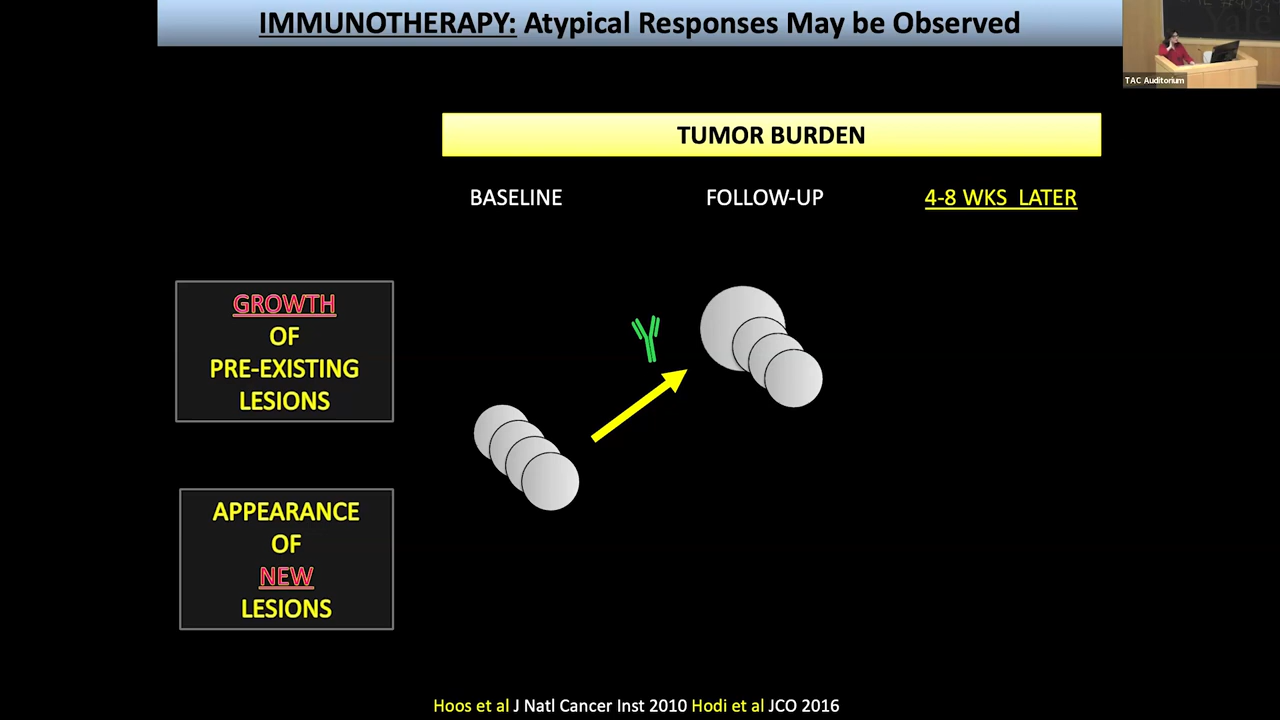 IMMUNOTHERAPY: Atypical Responses May be Observed
TAC Auditorium
TUMOR BURDEN
BASELINE
FOLLOW-UP
4-8 WKS LATER
GROWTH
OF
PRE-EXISTING
LESIONS
APPEARANCE
OF
NEW
LESIONS
Hoos et al J Natl Cancer Inst 2010 Hodi et al JCO 2016